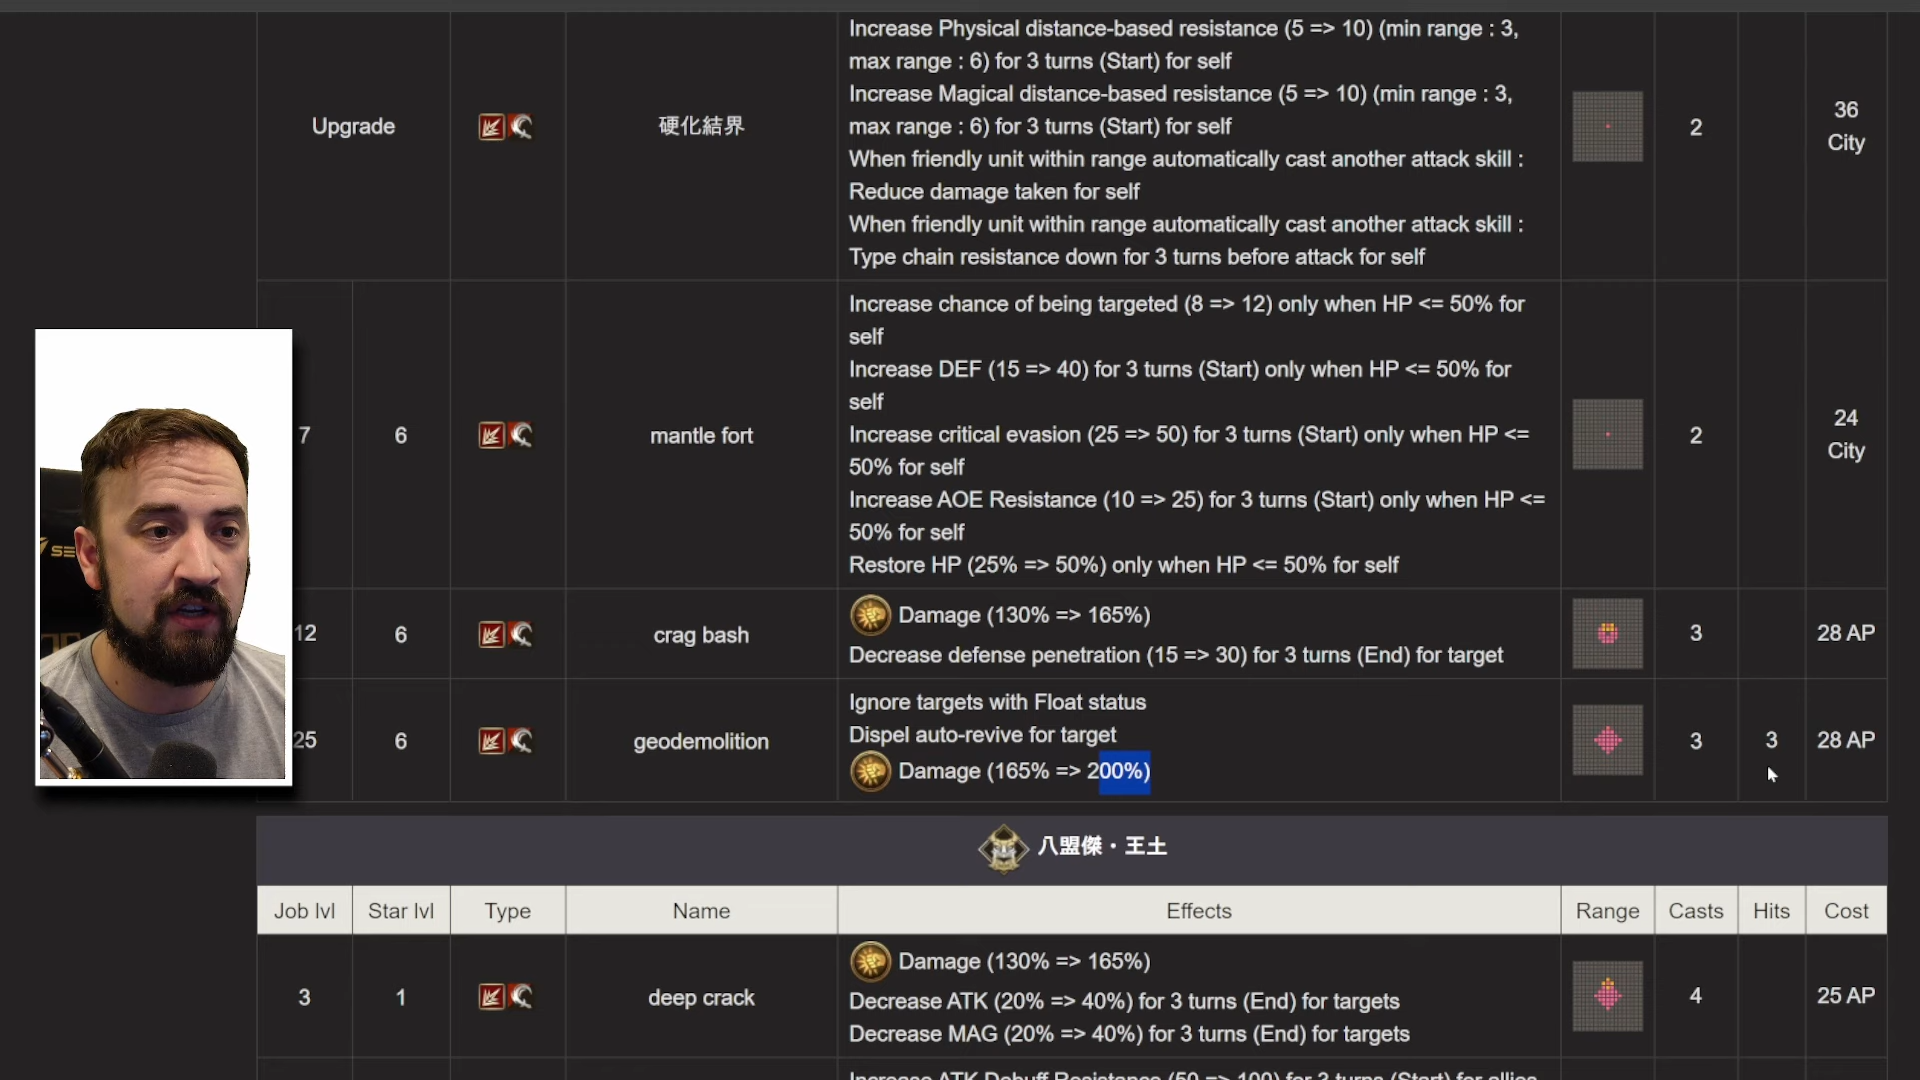 Increase Physical distance-based resistance (5 => 10) (min range : 3,
max range : 6) for 3 turns (Start) for self
Increase Magical distance-based resistance (5 => 10) (min range : 3,
max range : 6) for 3 turns (Start) for self
When friendly unit within range automatically cast another attack skill :
Reduce damage taken for self
When friendly unit within range automatically cast another attack skill :
Type chain resistance down for 3 turns before attack for self
Upgrade
硬化結界
2
36
City
Increase chance of being targeted (8 => 12) only when HP <= 50% for
self
Increase DEF (15 => 40) for 3 turns (Start) only when HP <= 50% for
self
Increase critical evasion (25 => 50) for 3 turns (Start) only when HP <=
50% for self
Increase AOE Resistance (10 => 25) for 3 turns (Start) only when HP <=
50% for self
Restore HP (25% => 50%) only when HP <= 50% for self
7
6
mantle fort
2
24
City
12
6
crag bash
Damage (130% => 165%)
Decrease defense penetration (15 => 30) for 3 turns (End) for target
3
28 AP
25
6
geodemolition
Ignore targets with Float status
Dispel auto-revive for target
Damage (165% => 200%)
3
3
28 AP
八盟傑・王土
Job lvl
Star lvl
Type
Name
Effects
Range
Casts
Hits
Cost
3
1
deep crack
Damage (130% => 165%)
Decrease ATK (20% => 40%) for 3 turns (End) for targets
Decrease MAG (20% => 40%) for 3 turns (End) for targets
4
25 AP
Increase ATK Debuff Resistance (50 => 100) for 3 turns (Start) for allies